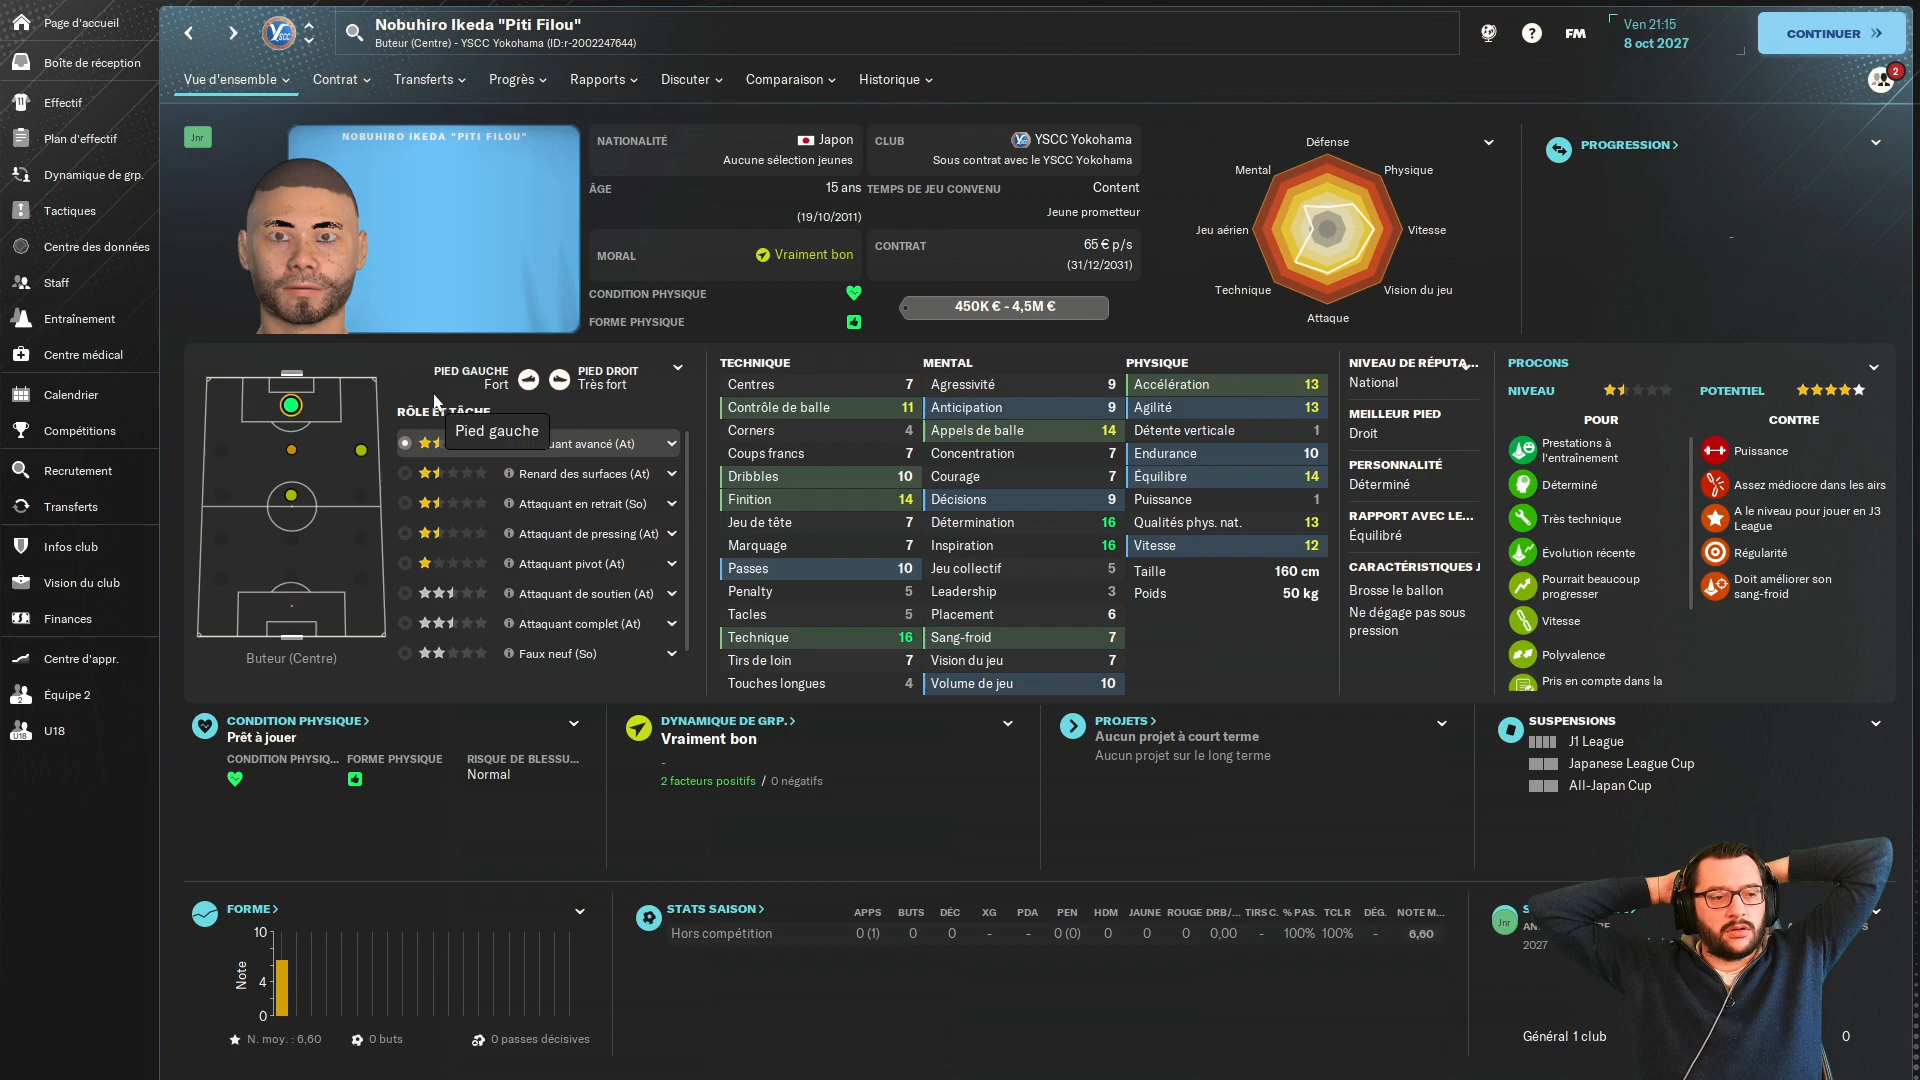 Page d'accueil
Boîte de réception
Effectif
Plan d'effectif
Dynamique de grp.
Tactiques
Centre des données
Staff
Entraînement
Centre médical
Calendrier
Compétitions
Recrutement
Transferts
Infos club
Vision du club
Finances
Centre d'appr.
Équipe 2
U18
Nobuhiro Ikeda "Piti Filou"
Buteur (Centre) - YSCC Yokohama (ID:r-2002247644)
FM
Ven 21:15
8 oct 2027
CONTINUER
2
Vue d'ensemble
Contrat
Transferts
Progrès
Rapports
Discuter
Comparaison
Historique
Jnr
NOBUHIRO IKEDA "PITI FILOU"
NATIONALITÉ
Japon
Aucune sélection jeunes
ÂGE
15 ans
(19/10/2011)
MORAL
Vraiment bon
CONDITION PHYSIQUE
FORME PHYSIQUE
CLUB
YSCC Yokohama
Sous contrat avec le YSCC Yokohama
TEMPS DE JEU CONVENU
Content
Jeune prometteur
CONTRAT
65 € p/s
(31/12/2031)
450K € - 4,5M €
Défense
Mental
Physique
Jeu aérien
Vitesse
Technique
Vision du jeu
Attaque
PROGRESSION
-
PIED GAUCHE
Fort
PIED DROIT
Très fort
RÔLE ET TÂCHE
Pied gauche
uant avancé (At)
Renard des surfaces (At)
Attaquant en retrait (So)
Attaquant de pressing (At)
Attaquant pivot (At)
Attaquant de soutien (At)
Attaquant complet (At)
Faux neuf (So)
Buteur (Centre)
TECHNIQUE
Centres 7
Contrôle de balle 11
Corners 4
Coups francs 7
Dribbles 10
Finition 14
Jeu de tête 7
Marquage 7
Passes 10
Penalty 5
Tacles 5
Technique 16
Tirs de loin 7
Touches longues 4
MENTAL
Agressivité 9
Anticipation 9
Appels de balle 14
Concentration 7
Courage 7
Décisions 9
Détermination 16
Inspiration 16
Jeu collectif 5
Leadership 3
Placement 6
Sang-froid 7
Vision du jeu 7
Volume de jeu 10
PHYSIQUE
Accélération 13
Agilité 13
Détente verticale 1
Endurance 10
Équilibre 14
Puissance 1
Qualités phys. nat. 13
Vitesse 12
Taille 160 cm
Poids 50 kg
NIVEAU DE RÉPUTA...
National
MEILLEUR PIED
Droit
PERSONNALITÉ
Déterminé
RAPPORT AVEC LE...
Équilibré
CARACTÉRISTIQUES J
Brosse le ballon
Ne dégage pas sous
pression
PROCONS
NIVEAU
POTENTIEL
POUR
Prestations à
l'entraînement
Déterminé
Très technique
Évolution récente
Pourrait beaucoup
progresser
Vitesse
Polyvalence
Pris en compte dans la
CONTRE
Puissance
Assez médiocre dans les airs
A le niveau pour jouer en J3
League
Régularité
Doit améliorer son
sang-froid
CONDITION PHYSIQUE
Prêt à jouer
CONDITION PHYSIQ...
FORME PHYSIQUE
RISQUE DE BLESSU...
Normal
DYNAMIQUE DE GRP.
Vraiment bon
-
2 facteurs positifs / 0 négatifs
PROJETS
Aucun projet à court terme
Aucun projet sur le long terme
SUSPENSIONS
J1 League
Japanese League Cup
All-Japan Cup
FORME
10
4
0
Note
N. moy. : 6,60
0 buts
0 passes décisives
STATS SAISON
APPS BUTS DÉC XG PDA PEN HDM JAUNE ROUGE DRB/... TIRS C. % PAS. TCL R DÉG. NOTE M...
Hors compétition 0 (1) 0 0 - - 0 (0) 0 0 0 0,00 - 100% 100% - 6,60
Jnr
2027
Général 1 club 0